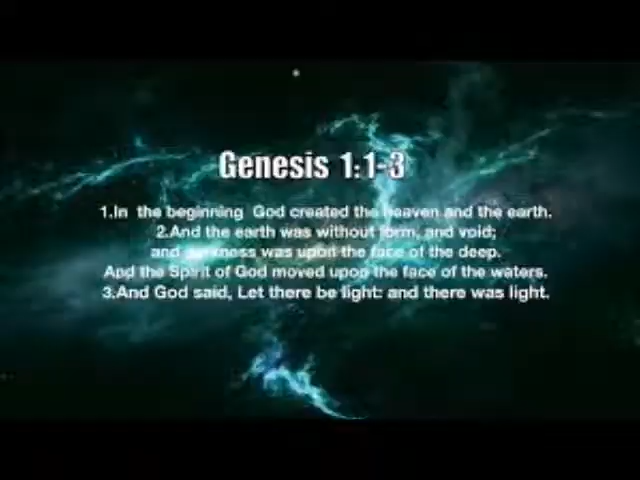 Genesis 1:1-3
1.In the beginning God created the heaven and the earth.
2.And the earth was without form, and void;
and darkness was upon the face of the deep.
And the Spirit of God moved upon the face of the waters.
3.And God said, Let there be light: and there was light.